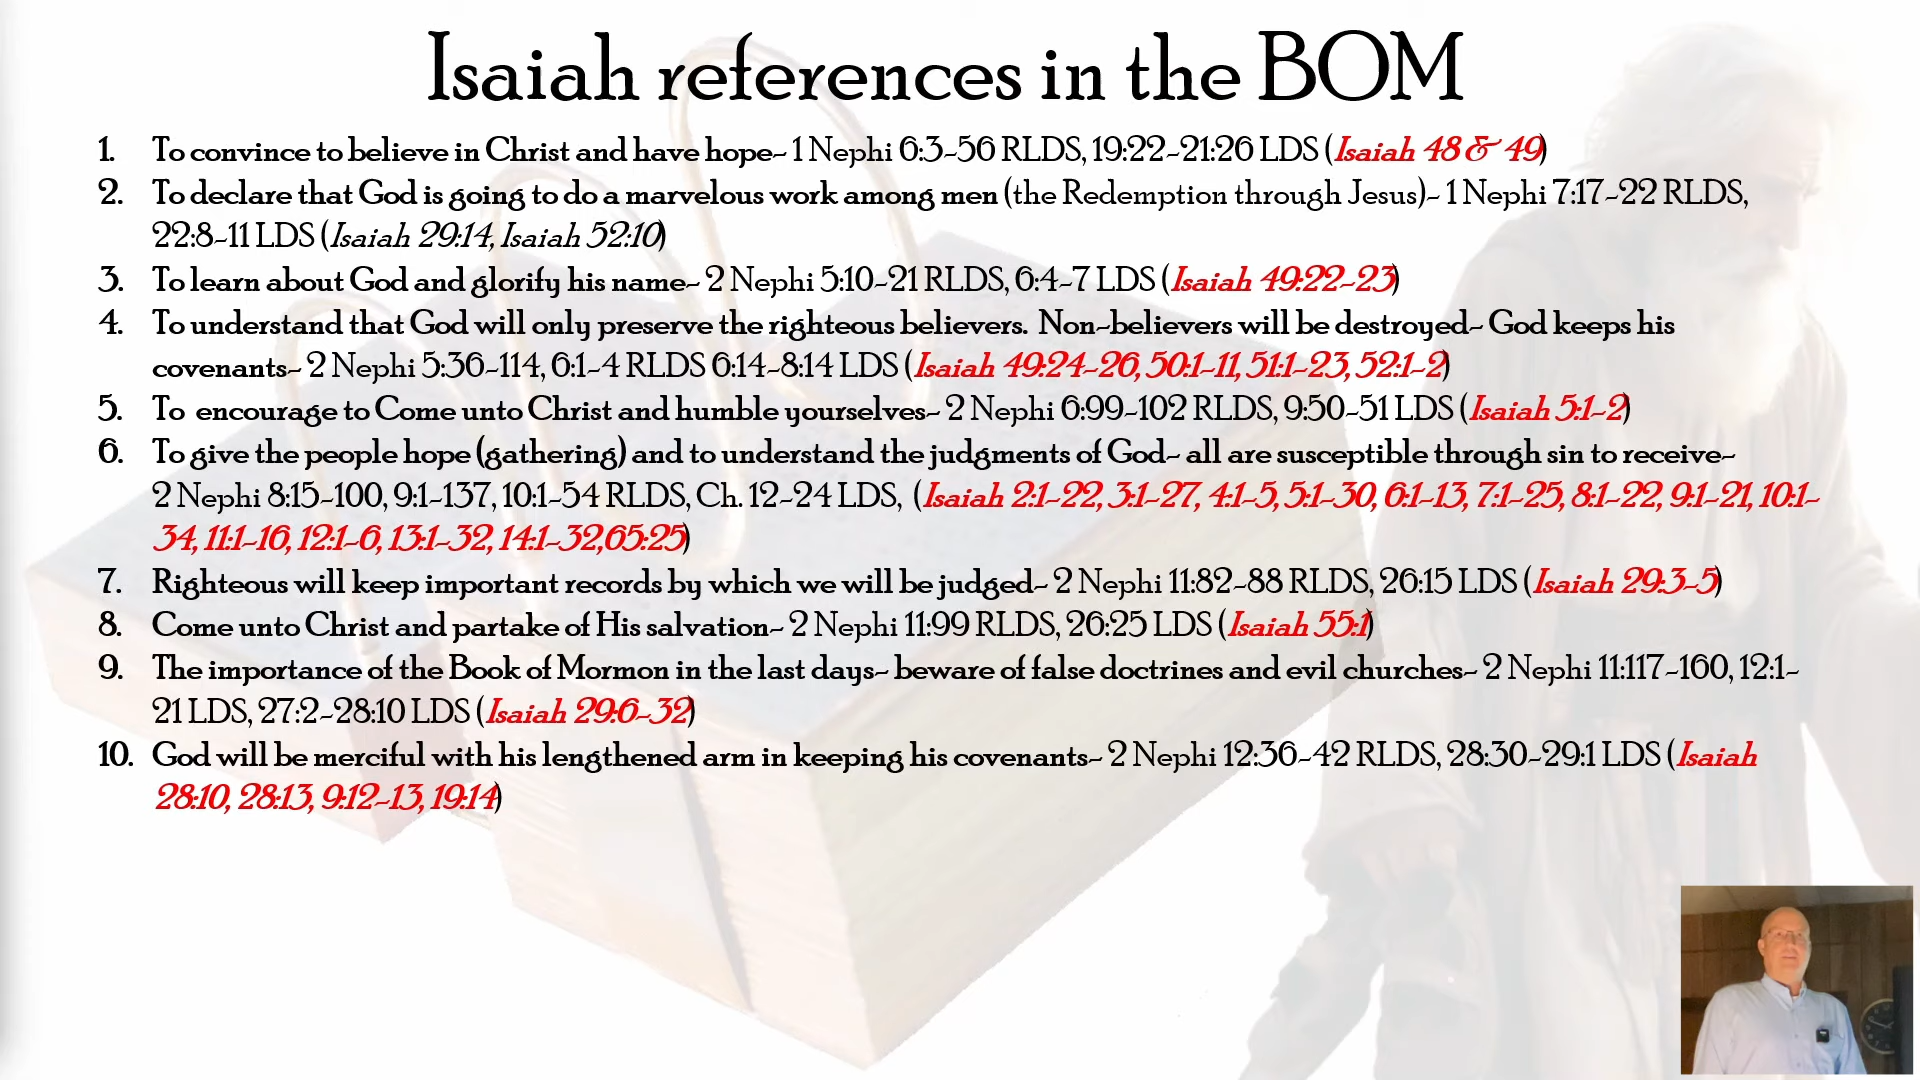 Isaiah references in the BOM
1. To convince to believe in Christ and have hope- 1 Nephi 6:3-56 RLDS, 19:22-21:26 LDS (Isaiah 48 & 49)
2. To declare that God is going to do a marvelous work among men (the Redemption through Jesus)- 1 Nephi 7:17-22 RLDS,
22:8-11 LDS (Isaiah 29:14, Isaiah 52:10)
3. To learn about God and glorify his name- 2 Nephi 5:10-21 RLDS, 6:4-7 LDS (Isaiah 49:22-23)
4. To understand that God will only preserve the righteous believers. Non-believers will be destroyed- God keeps his
covenants- 2 Nephi 5:36-114, 6:1-4 RLDS 6:14-8:14 LDS (Isaiah 49:24-26, 50:1-11, 51:1-23, 52:1-2)
5. To encourage to Come unto Christ and humble yourselves- 2 Nephi 6:99-102 RLDS, 9:50-51 LDS (Isaiah 5:1-2)
6. To give the people hope (gathering) and to understand the judgments of God- all are susceptible through sin to receive-
2 Nephi 8:15-100, 9:1-137, 10:1-54 RLDS, Ch. 12-24 LDS, (Isaiah 2:1-22, 3:1-27, 4:1-5, 5:1-30, 6:1-13, 7:1-25, 8:1-22, 9:1-21, 10:1-
34, 11:1-16, 12:1-6, 13:1-32, 14:1-32,65:25)
7. Righteous will keep important records by which we will be judged- 2 Nephi 11:82-88 RLDS, 26:15 LDS (Isaiah 29:3-5)
8. Come unto Christ and partake of His salvation- 2 Nephi 11:99 RLDS, 26:25 LDS (Isaiah 55:1)
9. The importance of the Book of Mormon in the last days- beware of false doctrines and evil churches- 2 Nephi 11:117-160, 12:1-
21 LDS, 27:2-28:10 LDS (Isaiah 29:6-32)
10. God will be merciful with his lengthened arm in keeping his covenants- 2 Nephi 12:36-42 RLDS, 28:30-29:1 LDS (Isaiah
28:10, 28:13, 9:12-13, 19:14)